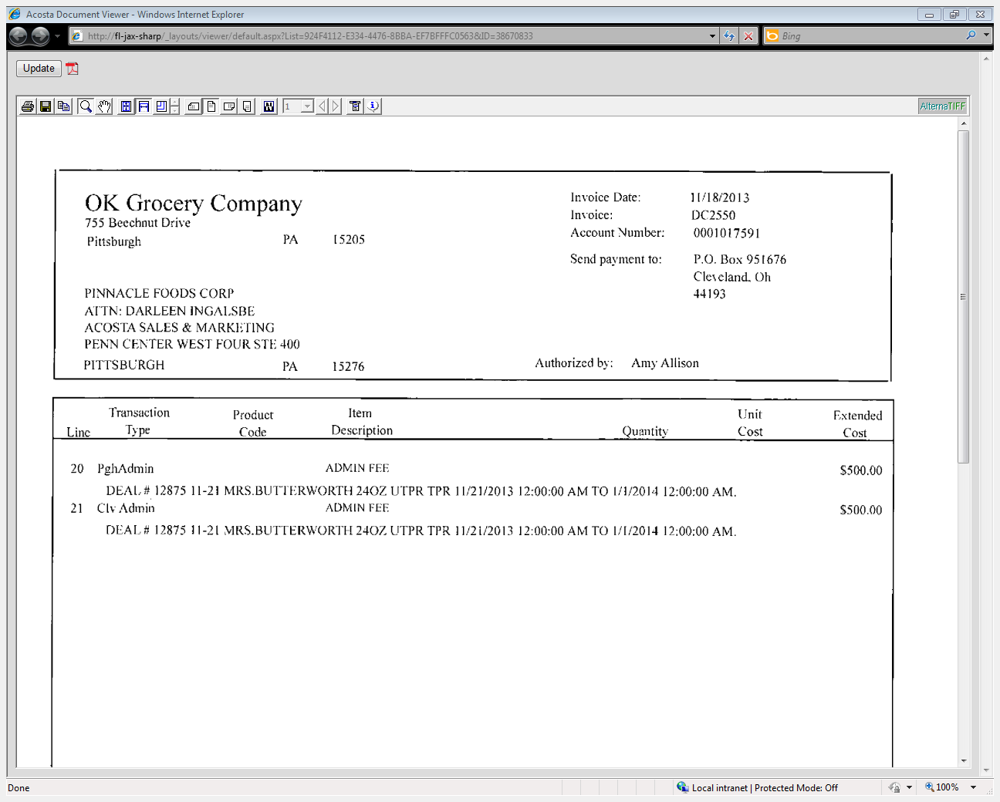 Acosta Document Viewer - Windows Internet Explorer
http://fl-jax-sharp/_layouts/viewer/default.aspx?List=924F4112-E334-4476-8BBA-EF7BFFFC0563&ID=38670833
Bing
Update
1
AlternaTIFF
OK Grocery Company
755 Beechnut Drive
Pittsburgh PA 15205
Invoice Date: 11/18/2013
Invoice: DC2550
Account Number: 0001017591
Send payment to: P.O. Box 951676
Cleveland, Oh
44193
PINNACLE FOODS CORP
ATTN: DARLEEN INGALSBE
ACOSTA SALES & MARKETING
PENN CENTER WEST FOUR STE 400
PITTSBURGH PA 15276
Authorized by: Amy Allison
Line Transaction Type Product Code Item Description Quantity Unit Cost Extended Cost
20 PghAdmin ADMIN FEE $500.00
DEAL # 12875 11-21 MRS.BUTTERWORTH 24OZ UTPR TPR 11/21/2013 12:00:00 AM TO 1/1/2014 12:00:00 AM.
21 Clv Admin ADMIN FEE $500.00
DEAL # 12875 11-21 MRS.BUTTERWORTH 24OZ UTPR TPR 11/21/2013 12:00:00 AM TO 1/1/2014 12:00:00 AM.
Done
Local intranet | Protected Mode: Off
100%